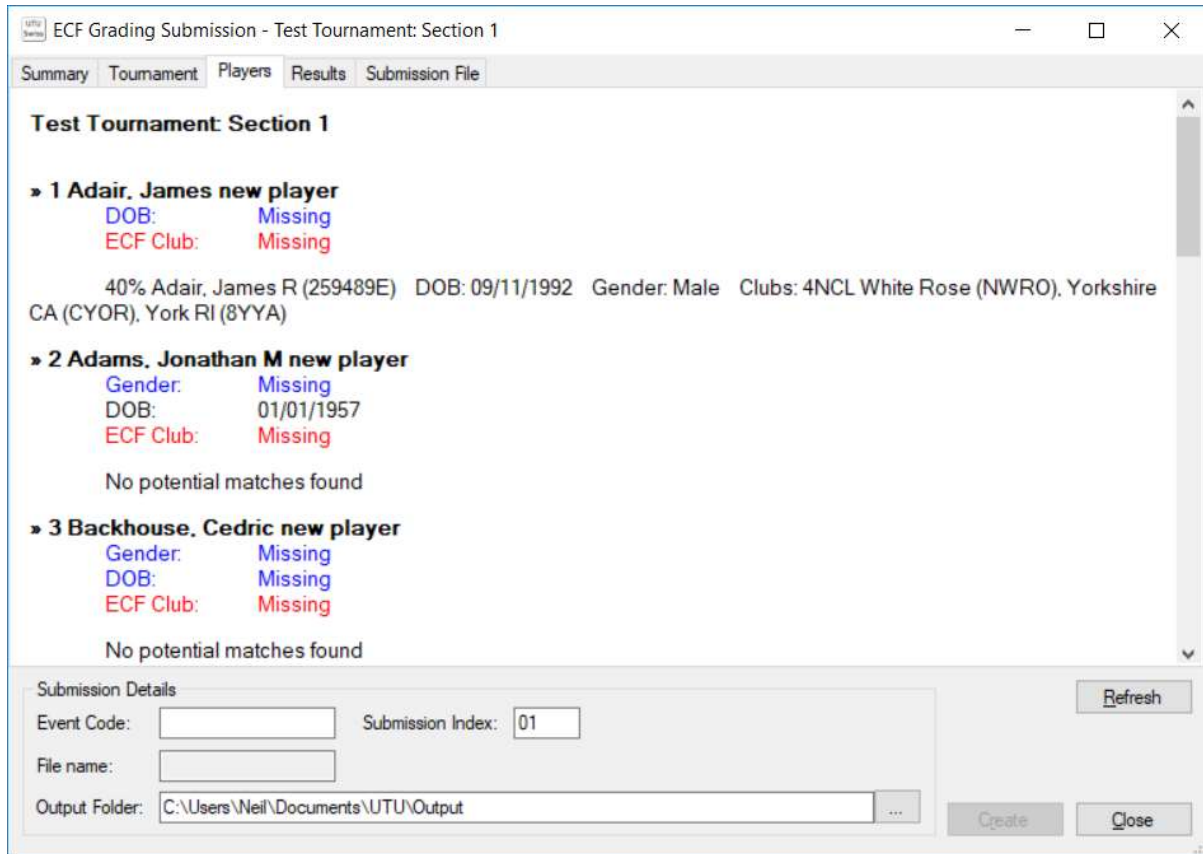 UTU Swiss
ECF Grading Submission - Test Tournament: Section 1
Summary Tournament Players Results Submission File
Test Tournament: Section 1
» 1 Adair, James new player
DOB: Missing
ECF Club: Missing
40% Adair, James R (259489E) DOB: 09/11/1992 Gender: Male Clubs: 4NCL White Rose (NWRO), Yorkshire
CA (CYOR), York RI (8YYA)
» 2 Adams, Jonathan M new player
Gender: Missing
DOB: 01/01/1957
ECF Club: Missing
No potential matches found
» 3 Backhouse, Cedric new player
Gender: Missing
DOB: Missing
ECF Club: Missing
No potential matches found
Submission Details
Event Code: Submission Index: 01
Refresh
File name:
Output Folder: C:\Users\Neil\Documents\UTU\Output ...
Create Close